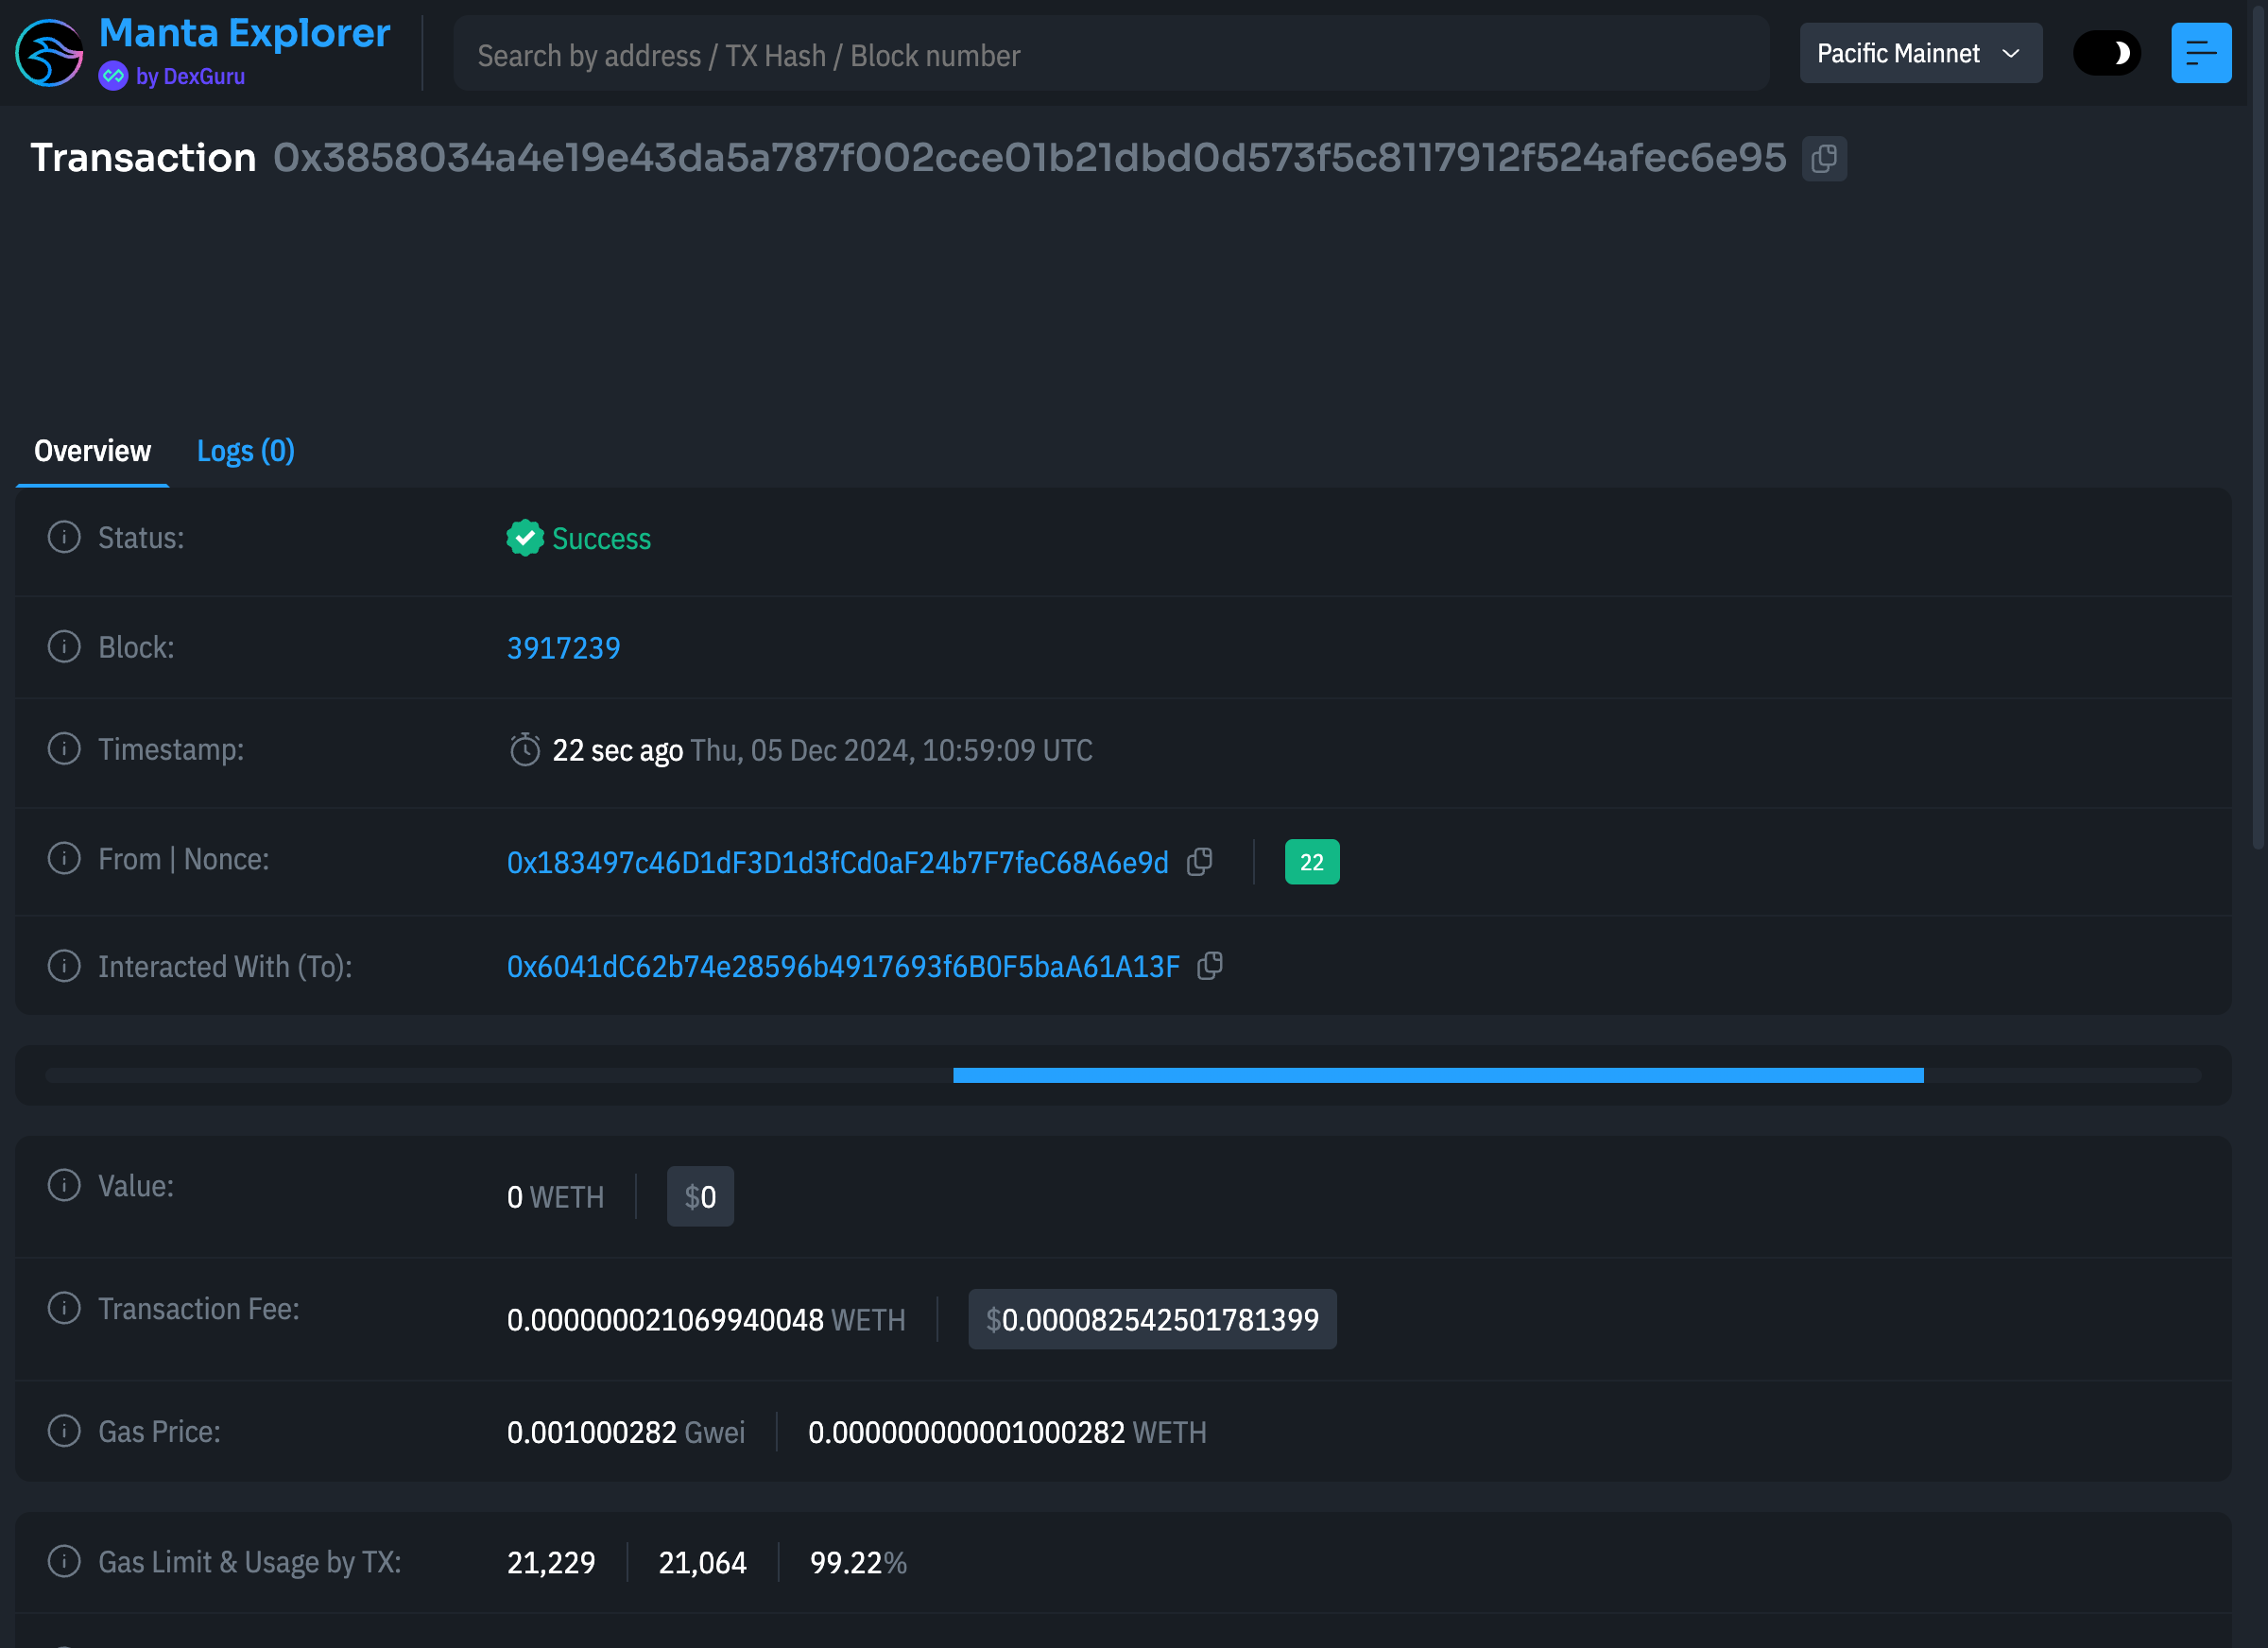 Manta Explorer
by DexGuru
Search by address / TX Hash / Block number
Pacific Mainnet
Transaction 0x3858034a4e19e43da5a787f002cce01b21dbd0d573f5c8117912f524afec6e95
Overview
Logs (0)
Status:
Success
Block:
3917239
Timestamp:
22 sec ago Thu, 05 Dec 2024, 10:59:09 UTC
From | Nonce:
0x183497c46D1dF3D1d3fCd0aF24b7F7feC68A6e9d
22
Interacted With (To):
0x6041dC62b74e28596b4917693f6B0F5baA61A13F
Value:
0 WETH
$0
Transaction Fee:
0.000000021069940048 WETH
$0.000082542501781399
Gas Price:
0.001000282 Gwei
0.000000000001000282 WETH
Gas Limit & Usage by TX:
21,229
21,064
99.22%